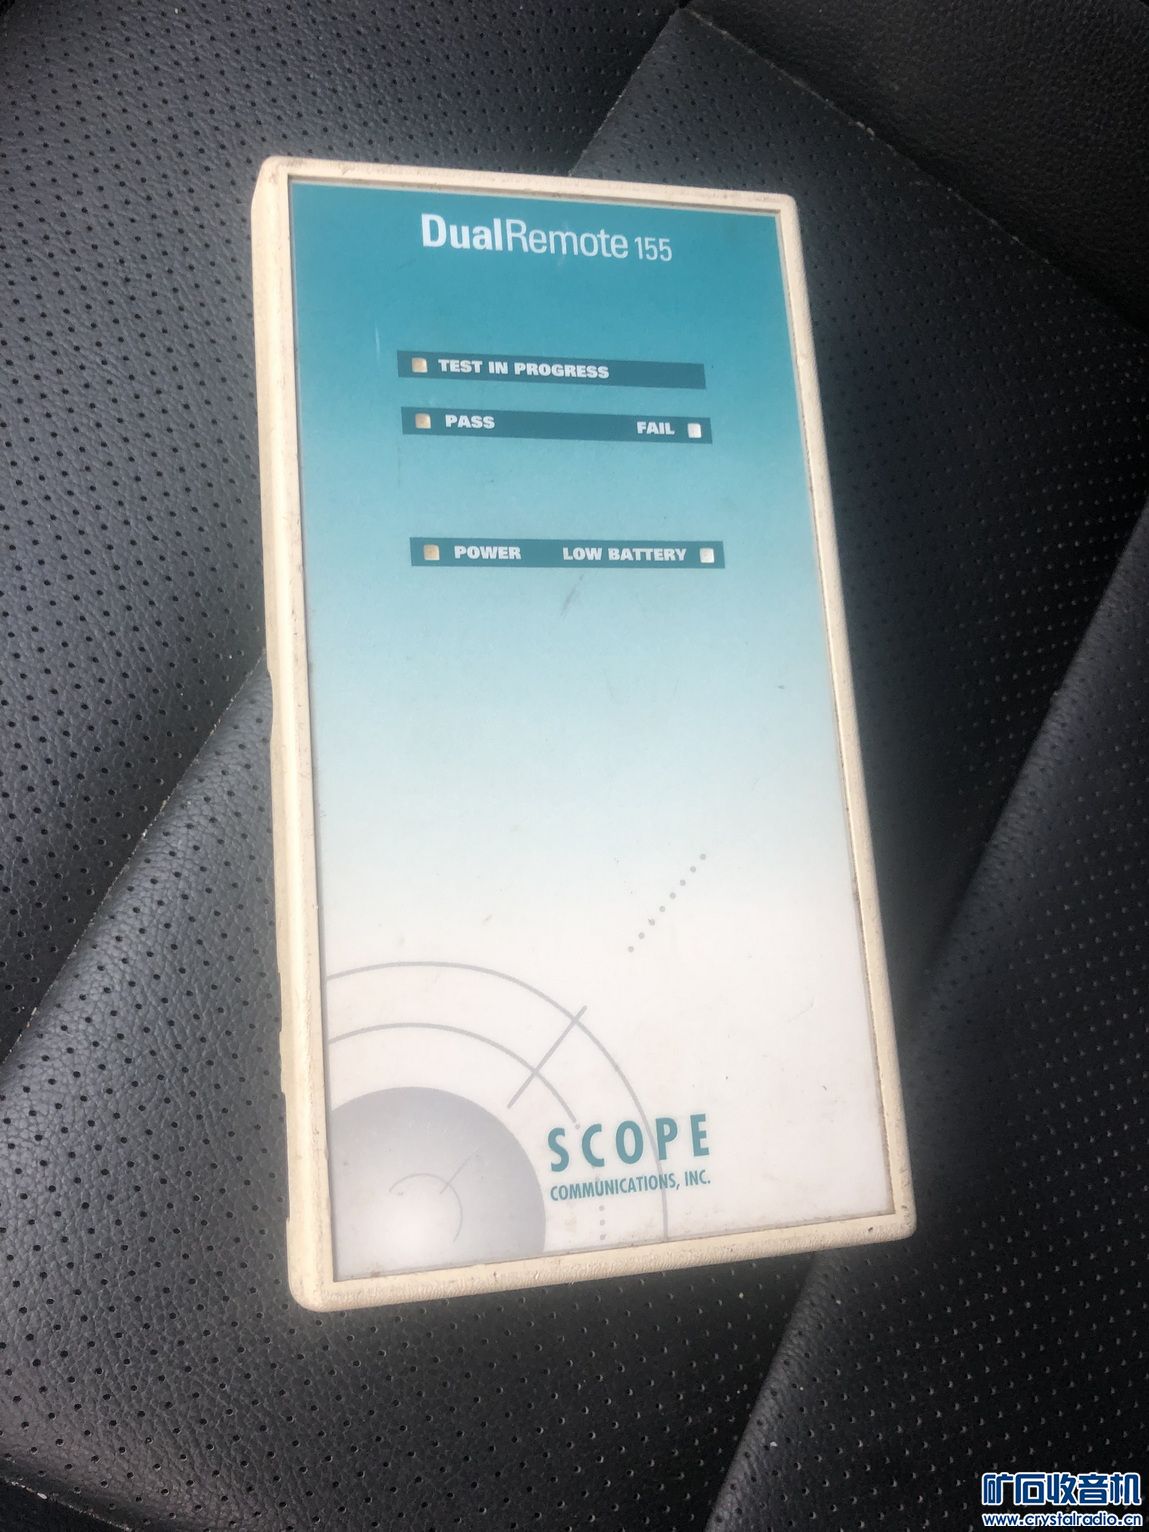 DualRemote 155
TEST IN PROGRESS
PASS FAIL
POWER LOW BATTERY
SCOPE
COMMUNICATIONS, INC.
矿石收音机
www.crystalradio.cn